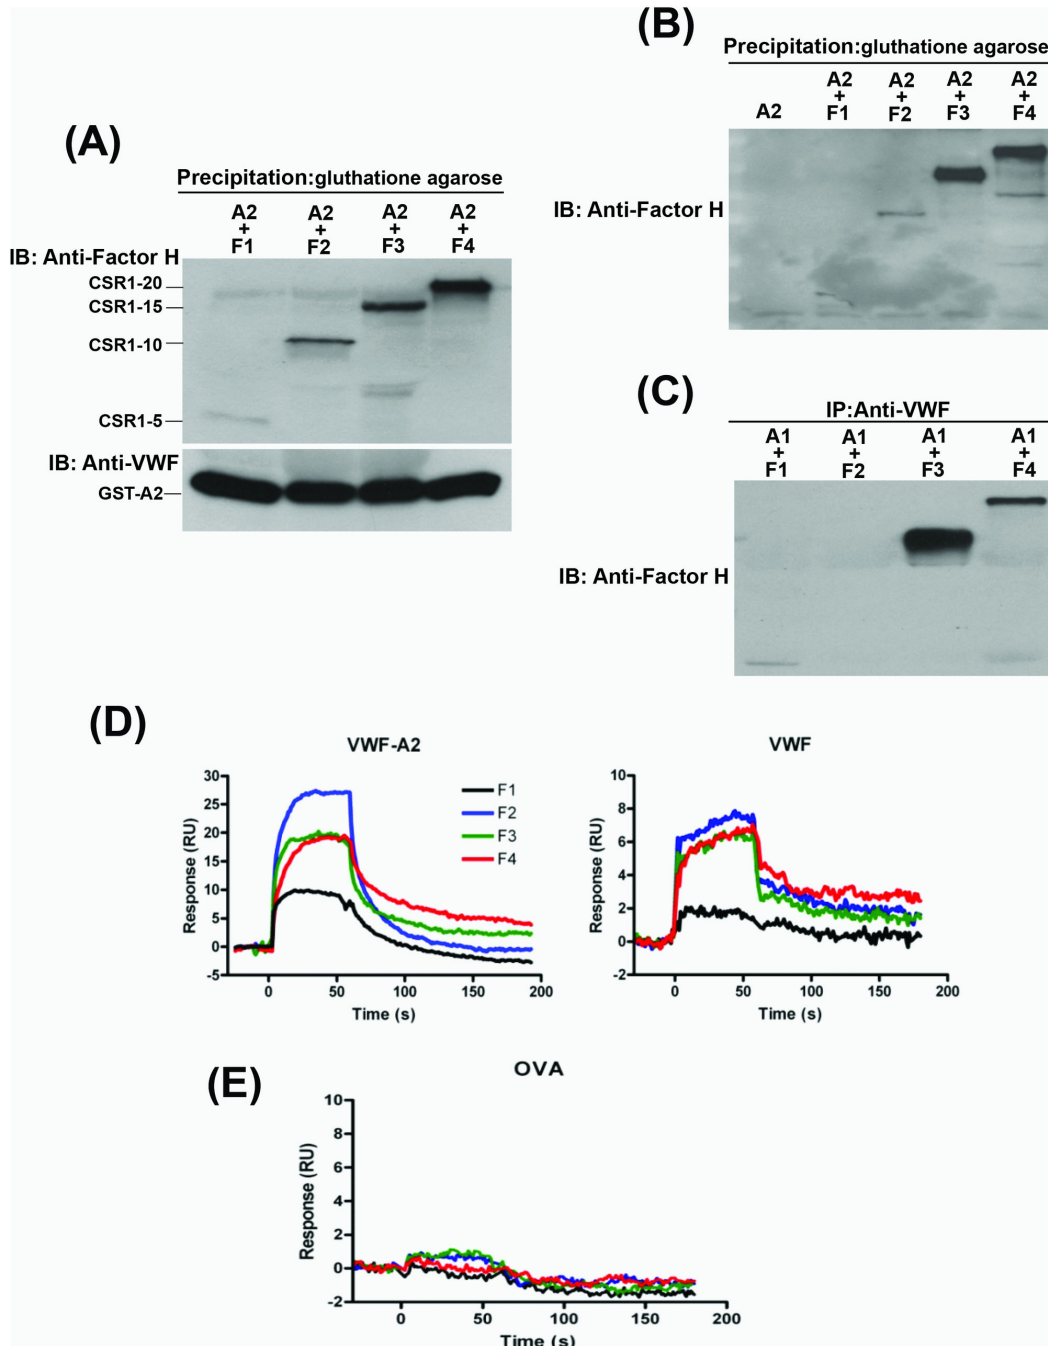 (A)
Precipitation:gluthatione agarose
A2 A2 A2 A2
+ + + +
F1 F2 F3 F4
IB: Anti-Factor H
CSR1-20
CSR1-15
CSR1-10
CSR1-5
IB: Anti-VWF
GST-A2
(B)
Precipitation:gluthatione agarose
A2 A2 A2 A2
+ + + +
A2 F1 F2 F3 F4
IB: Anti-Factor H
(C)
IP:Anti-VWF
A1 A1 A1 A1
+ + + +
F1 F2 F3 F4
IB: Anti-Factor H
(D)
VWF-A2
Response (RU)
30
25
20
15
10
5
0
-5
0 50 100 150 200
Time (s)
F1
F2
F3
F4
VWF
Response (RU)
10
8
6
4
2
0
-2
0 50 100 150 200
Time (s)
(E)
OVA
Response (RU)
10
8
6
4
2
0
-2
0 50 100 150 200
Time (s)